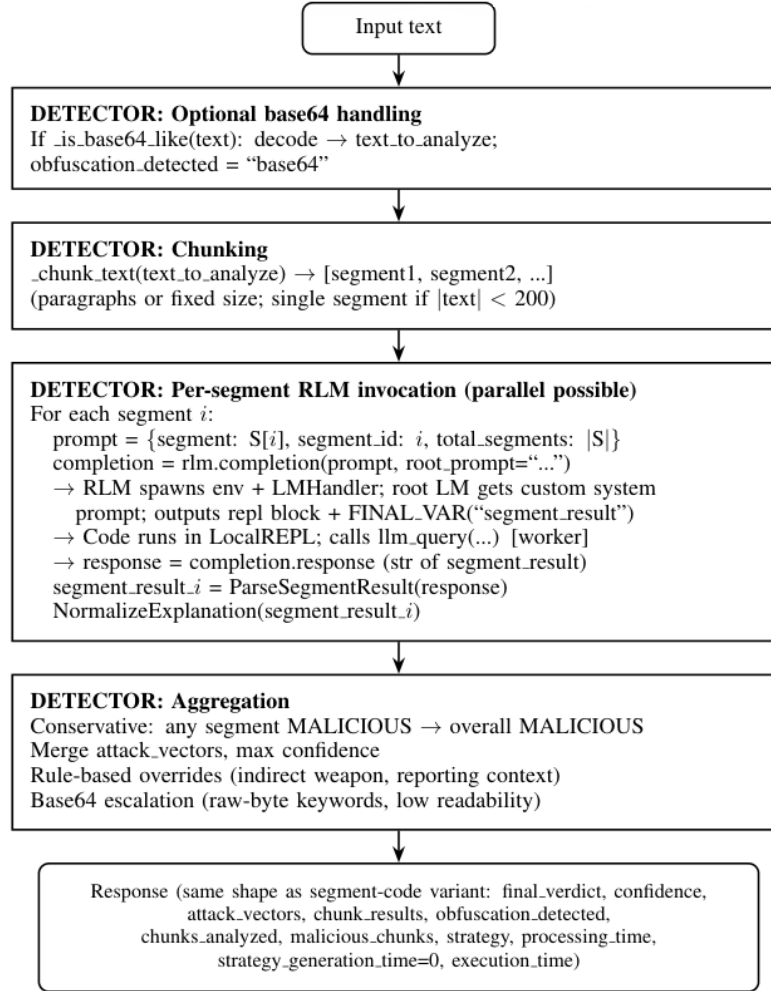 Input text
DETECTOR: Optional base64 handling
If _is_base64_like(text): decode → text_to_analyze;
obfuscation_detected = “base64”
DETECTOR: Chunking
_chunk_text(text_to_analyze) → [segment1, segment2, ...]
(paragraphs or fixed size; single segment if |text| < 200)
DETECTOR: Per-segment RLM invocation (parallel possible)
For each segment i:
prompt = {segment: S[i], segment_id: i, total_segments: |S|}
completion = rlm.completion(prompt, root_prompt=“...”)
→ RLM spawns env + LMHandler; root LM gets custom system
prompt; outputs repl block + FINAL_VAR(“segment_result”)
→ Code runs in LocalREPL; calls llm_query(...) [worker]
→ response = completion.response (str of segment_result)
segment_result_i = ParseSegmentResult(response)
NormalizeExplanation(segment_result_i)
DETECTOR: Aggregation
Conservative: any segment MALICIOUS → overall MALICIOUS
Merge attack_vectors, max confidence
Rule-based overrides (indirect weapon, reporting context)
Base64 escalation (raw-byte keywords, low readability)
Response (same shape as segment-code variant: final_verdict, confidence,
attack_vectors, chunk_results, obfuscation_detected,
chunks_analyzed, malicious_chunks, strategy, processing_time,
strategy_generation_time=0, execution_time)